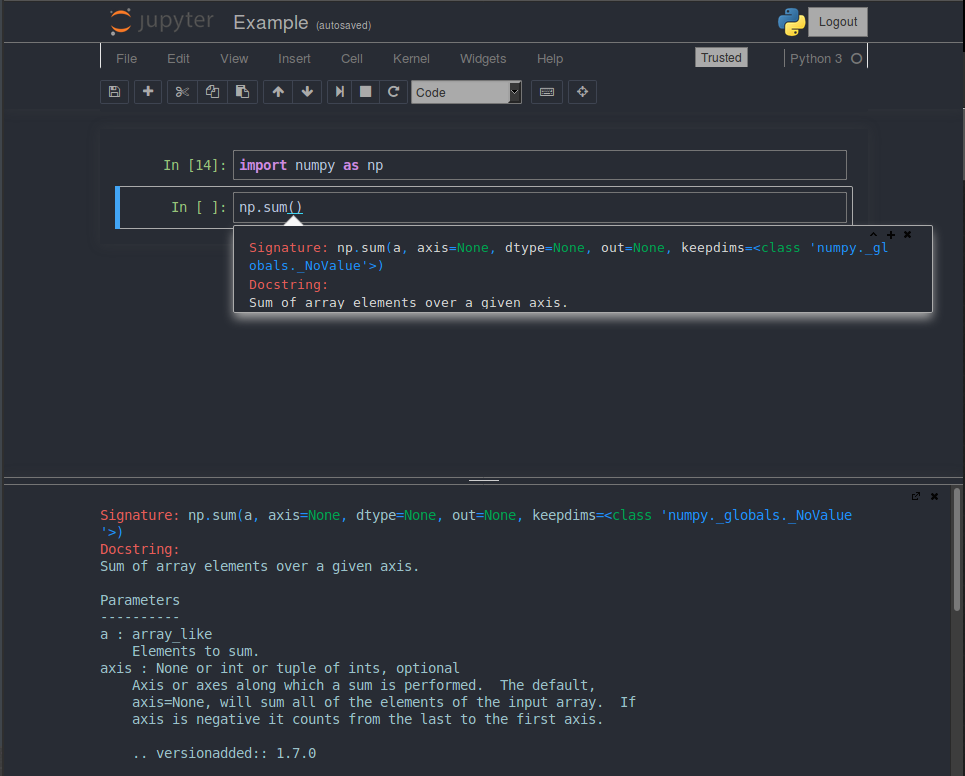 jupyter Example (autosaved) Logout
File Edit View Insert Cell Kernel Widgets Help Trusted Python 3
Code
In [14]: import numpy as np
In [ ]: np.sum()
Signature: np.sum(a, axis=None, dtype=None, out=None, keepdims=<class 'numpy._gl
obals._NoValue'>)
Docstring:
Sum of array elements over a given axis.
Signature: np.sum(a, axis=None, dtype=None, out=None, keepdims=<class 'numpy._globals._NoValue
'>)
Docstring:
Sum of array elements over a given axis.
Parameters
----------
a : array_like
Elements to sum.
axis : None or int or tuple of ints, optional
Axis or axes along which a sum is performed.  The default,
axis=None, will sum all of the elements of the input array.  If
axis is negative it counts from the last to the first axis.
.. versionadded:: 1.7.0